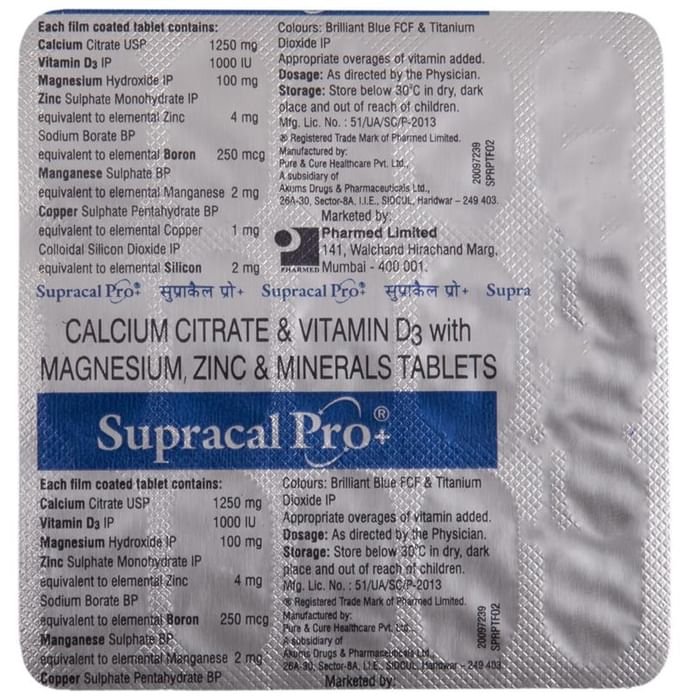 Each film coated tablet contains:
Calcium Citrate USP 1250 mg
Vitamin D3 IP 1000 IU
Magnesium Hydroxide IP 100 mg
Zinc Sulphate Monohydrate IP
equivalent to elemental Zinc 4 mg
Sodium Borate BP
equivalent to elemental Boron 250 mcg
Manganese Sulphate BP
equivalent to elemental Manganese 2 mg
Copper Sulphate Pentahydrate BP
equivalent to elemental Copper 1 mg
Colloidal Silicon Dioxide IP
equivalent to elemental Silicon 2 mg
Colours: Brilliant Blue FCF & Titanium
Dioxide IP
Appropriate overages of vitamin added.
Dosage: As directed by the Physician.
Storage: Store below 30°C in dry, dark
place and out of reach of children.
Mfg. Lic. No. : 51/UA/SC/P-2013
® Registered Trade Mark of Pharmed Limited.
Manufactured by:
Pure & Cure Healthcare Pvt. Ltd.,
A subsidiary of
Akums Drugs & Pharmaceuticals Ltd.,
26A-30, Sector-8A, I.I.E., SIDCUL, Haridwar – 249 403.
20097239
SPRPTF02
Marketed by:
Pharmed Limited
141, Walchand Hirachand Marg,
Mumbai - 400 001.
PHARMED
Supracal Pro+ सुप्राकैल प्रो+ Supracal Pro+ सुप्राकैल प्रो+ Supra
CALCIUM CITRATE & VITAMIN D3 with
MAGNESIUM, ZINC & MINERALS TABLETS
Supracal Pro+®
Each film coated tablet contains:
Calcium Citrate USP 1250 mg
Vitamin D3 IP 1000 IU
Magnesium Hydroxide IP 100 mg
Zinc Sulphate Monohydrate IP
equivalent to elemental Zinc 4 mg
Sodium Borate BP
equivalent to elemental Boron 250 mcg
Manganese Sulphate BP
equivalent to elemental Manganese 2 mg
Copper Sulphate Pentahydrate BP
Colours: Brilliant Blue FCF & Titanium
Dioxide IP
Appropriate overages of vitamin added.
Dosage: As directed by the Physician.
Storage: Store below 30°C in dry, dark
place and out of reach of children.
Mfg. Lic. No. : 51/UA/SC/P-2013
® Registered Trade Mark of Pharmed Limited.
Manufactured by:
Pure & Cure Healthcare Pvt. Ltd.,
A subsidiary of
Akums Drugs & Pharmaceuticals Ltd.,
26A-30, Sector-8A, I.I.E., SIDCUL, Haridwar – 249 403.
20097239
SPRPTF02
Marketed by: